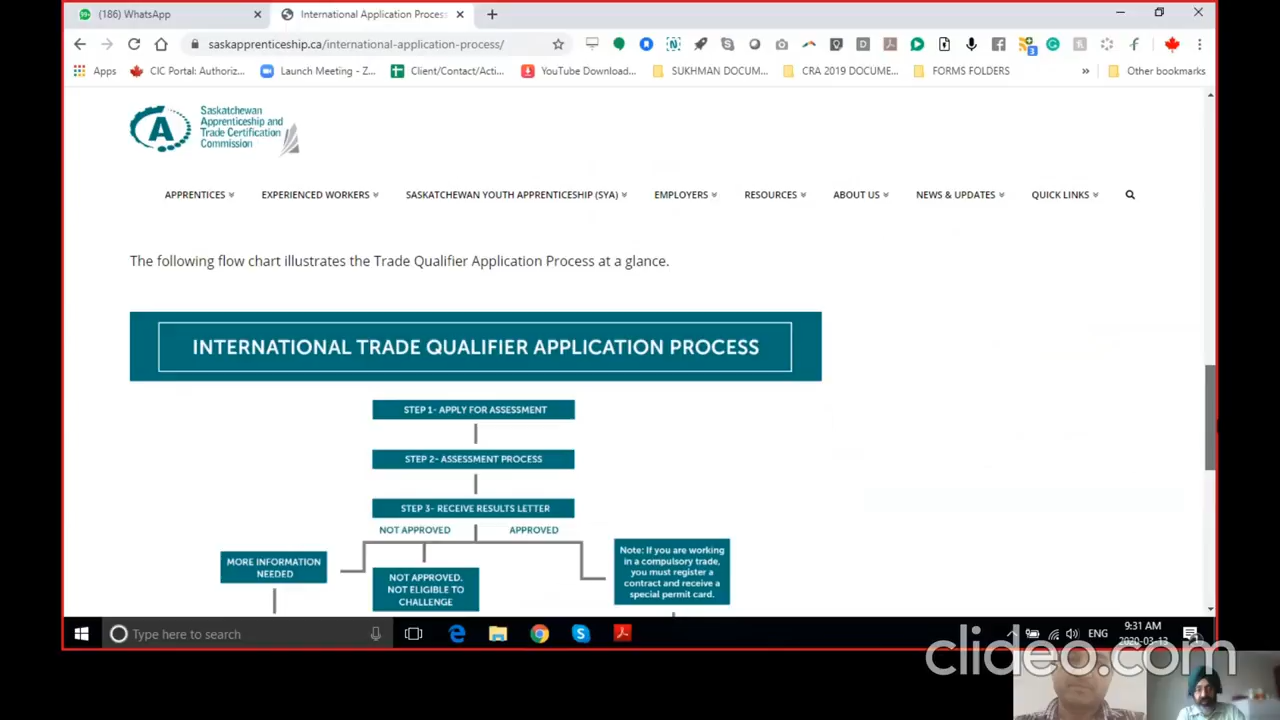 (186) WhatsApp
International Application Process
saskapprenticeship.ca/international-application-process/
Apps
CIC Portal: Authoriz...
Launch Meeting - Z...
Client/Contact/Acti...
YouTube Download...
SUKHMAN DOCUM...
CRA 2019 DOCUME...
FORMS FOLDERS
»
Other bookmarks
A
Saskatchewan
Apprenticeship and
Trade Certification
Commission
APPRENTICES
EXPERIENCED WORKERS
SASKATCHEWAN YOUTH APPRENTICESHIP (SYA)
EMPLOYERS
RESOURCES
ABOUT US
NEWS & UPDATES
QUICK LINKS
The following flow chart illustrates the Trade Qualifier Application Process at a glance.
INTERNATIONAL TRADE QUALIFIER APPLICATION PROCESS
STEP 1- APPLY FOR ASSESSMENT
STEP 2- ASSESSMENT PROCESS
STEP 3- RECEIVE RESULTS LETTER
NOT APPROVED
APPROVED
MORE INFORMATION
NEEDED
NOT APPROVED,
NOT ELIGIBLE TO
CHALLENGE
Note: If you are working
in a compulsory trade,
you must register a
contract and receive a
special permit card.
Type here to search
ENG
9:31 AM
2020-03-13
clideo.com